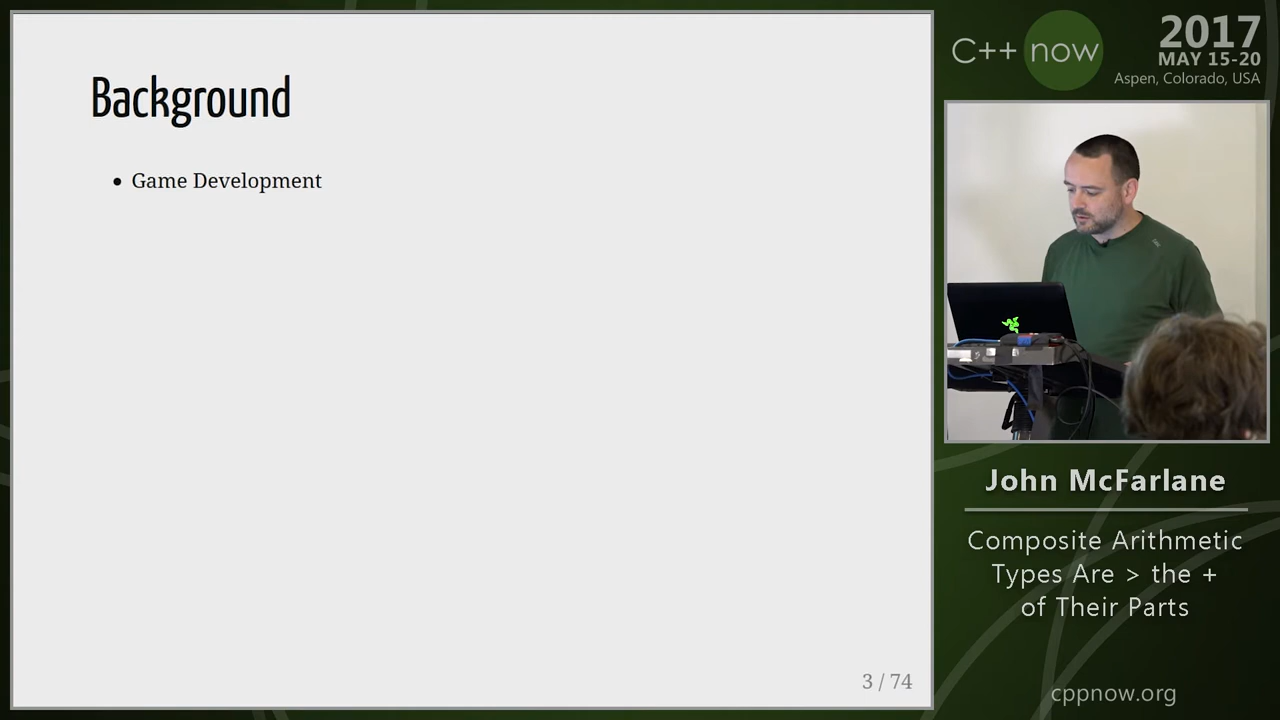 Background
• Game Development
3 / 74
C++ now
2017
MAY 15-20
Aspen, Colorado, USA
John McFarlane
Composite Arithmetic
Types Are > the +
of Their Parts
cppnow.org